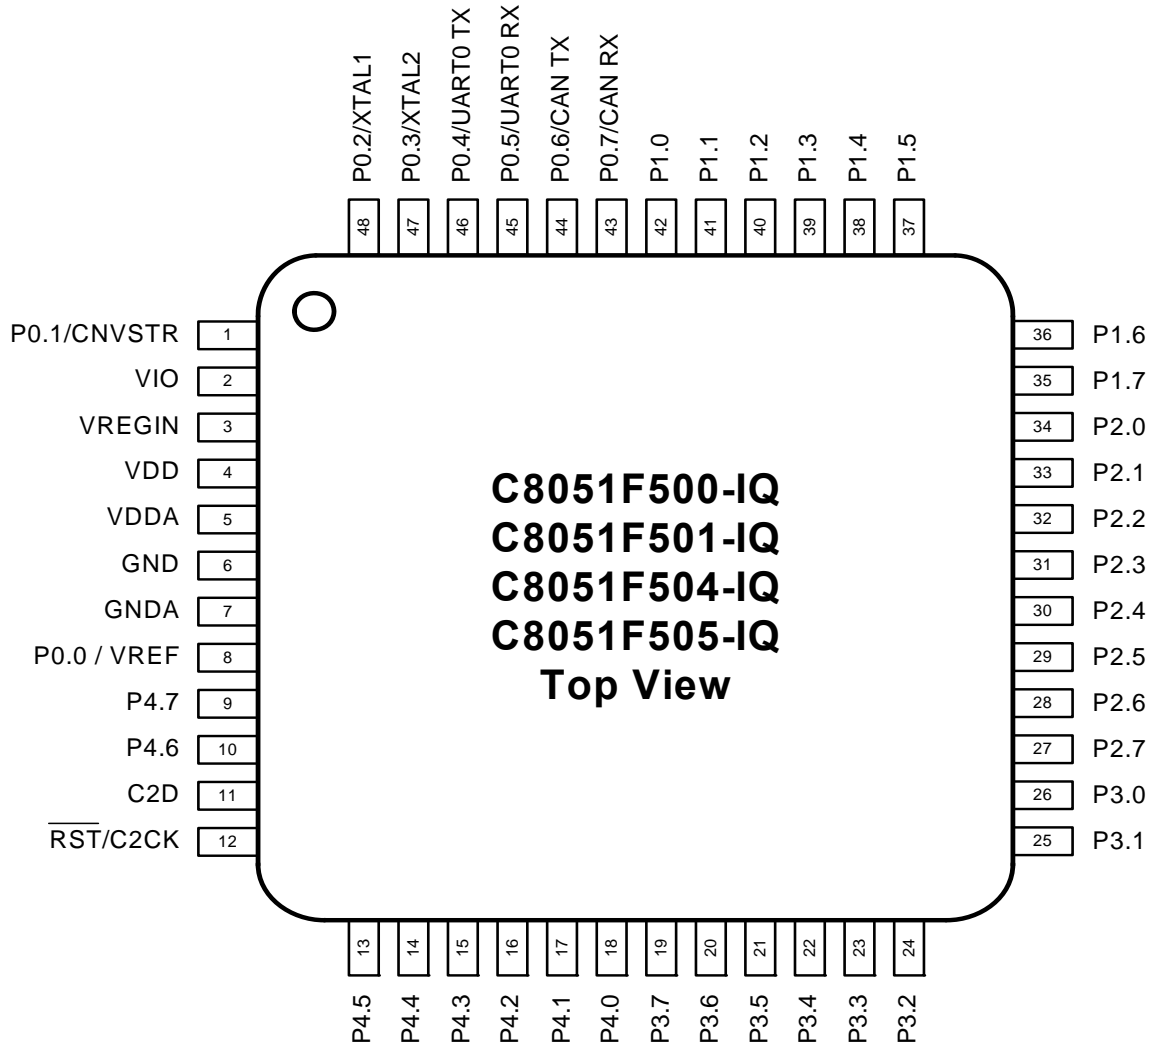 P0.2/XTAL1
P0.3/XTAL2
P0.4/UART0 TX
P0.5/UART0 RX
P0.6/CAN TX
P0.7/CAN RX
P1.0
P1.1
P1.2
P1.3
P1.4
P1.5
48
47
46
45
44
43
42
41
40
39
38
37
P0.1/CNVSTR 1
VIO 2
VREGIN 3
VDD 4
VDDA 5
GND 6
GNDA 7
P0.0 / VREF 8
P4.7 9
P4.6 10
C2D 11
RST/C2CK 12
C8051F500-IQ
C8051F501-IQ
C8051F504-IQ
C8051F505-IQ
Top View
36 P1.6
35 P1.7
34 P2.0
33 P2.1
32 P2.2
31 P2.3
30 P2.4
29 P2.5
28 P2.6
27 P2.7
26 P3.0
25 P3.1
13
14
15
16
17
18
19
20
21
22
23
24
P4.5
P4.4
P4.3
P4.2
P4.1
P4.0
P3.7
P3.6
P3.5
P3.4
P3.3
P3.2